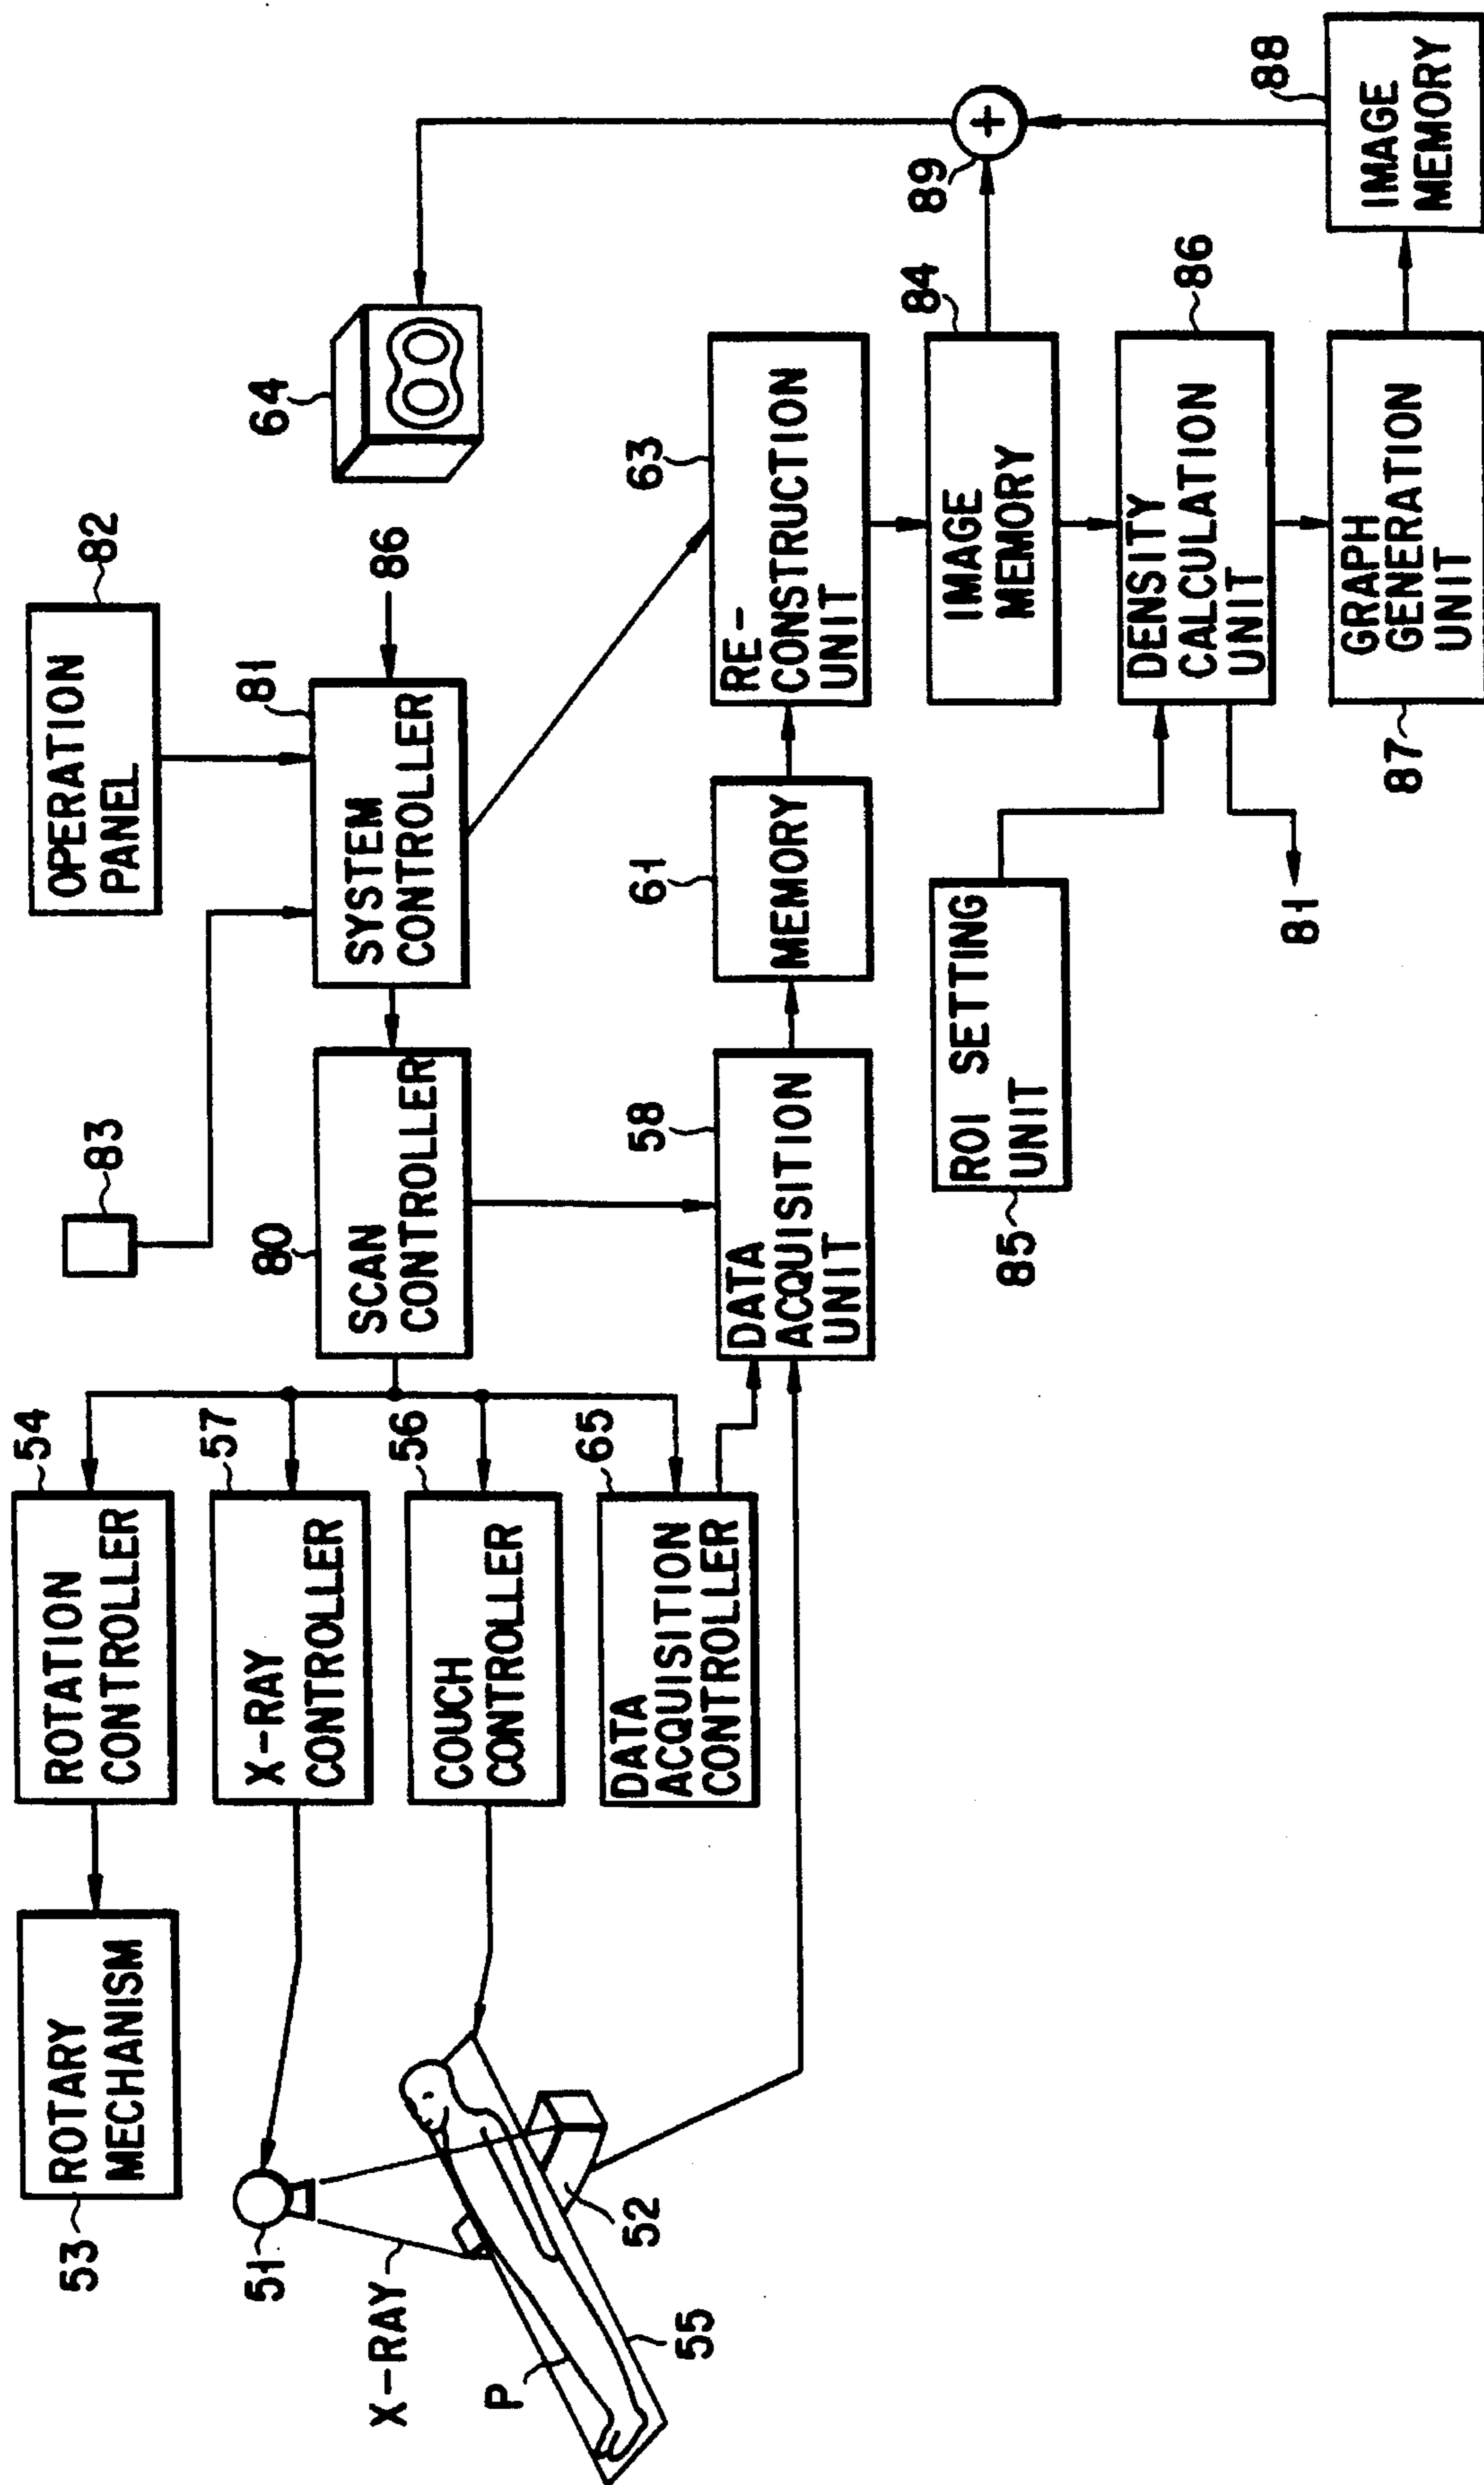 53
ROTARY
MECHANISM
54
ROTATION
CONTROLLER
57
X-RAY
CONTROLLER
56
COUCH
CONTROLLER
65
DATA
ACQUISITION
CONTROLLER
51
X-RAY
P
52
55
83
82
OPERATION
PANEL
80
SCAN
CONTROLLER
81
SYSTEM
CONTROLLER
86
64
58
DATA
ACQUISITION
UNIT
61
MEMORY
63
RE-
CONSTRUCTION
UNIT
84
IMAGE
MEMORY
89
+
85
ROI SETTING
UNIT
86
DENSITY
CALCULATION
UNIT
81
87
GRAPH
GENERATION
UNIT
88
IMAGE
MEMORY